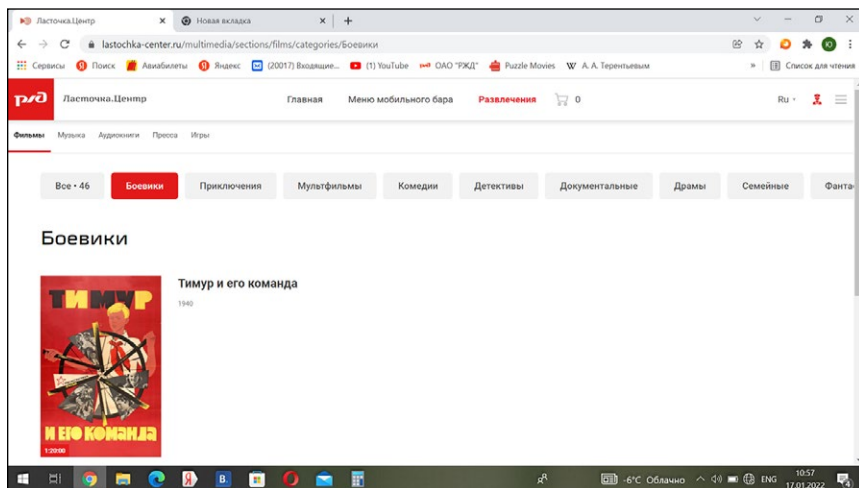 Ласточка.Центр
Новая вкладка
lastochka-center.ru/multimedia/sections/films/categories/Боевики
Сервисы Поиск Авиабилеты Яндекс (20017) Входящие... (1) YouTube ОАО "РЖД" Puzzle Movies А. А. Терентьевым » Список для чтения
Ласточка.Центр Главная Меню мобильного бара Развлечения 0 Ru
Фильмы Музыка Аудиокниги Пресса Игры
Все • 46 Боевики Приключения Мультфильмы Комедии Детективы Документальные Драмы Семейные Фанта
Боевики
Тимур и его команда
1940
ТИМУР
И ЕГО КОМАНДА
1:20:00
-6°C Облачно ENG 10:57
17.01.2022